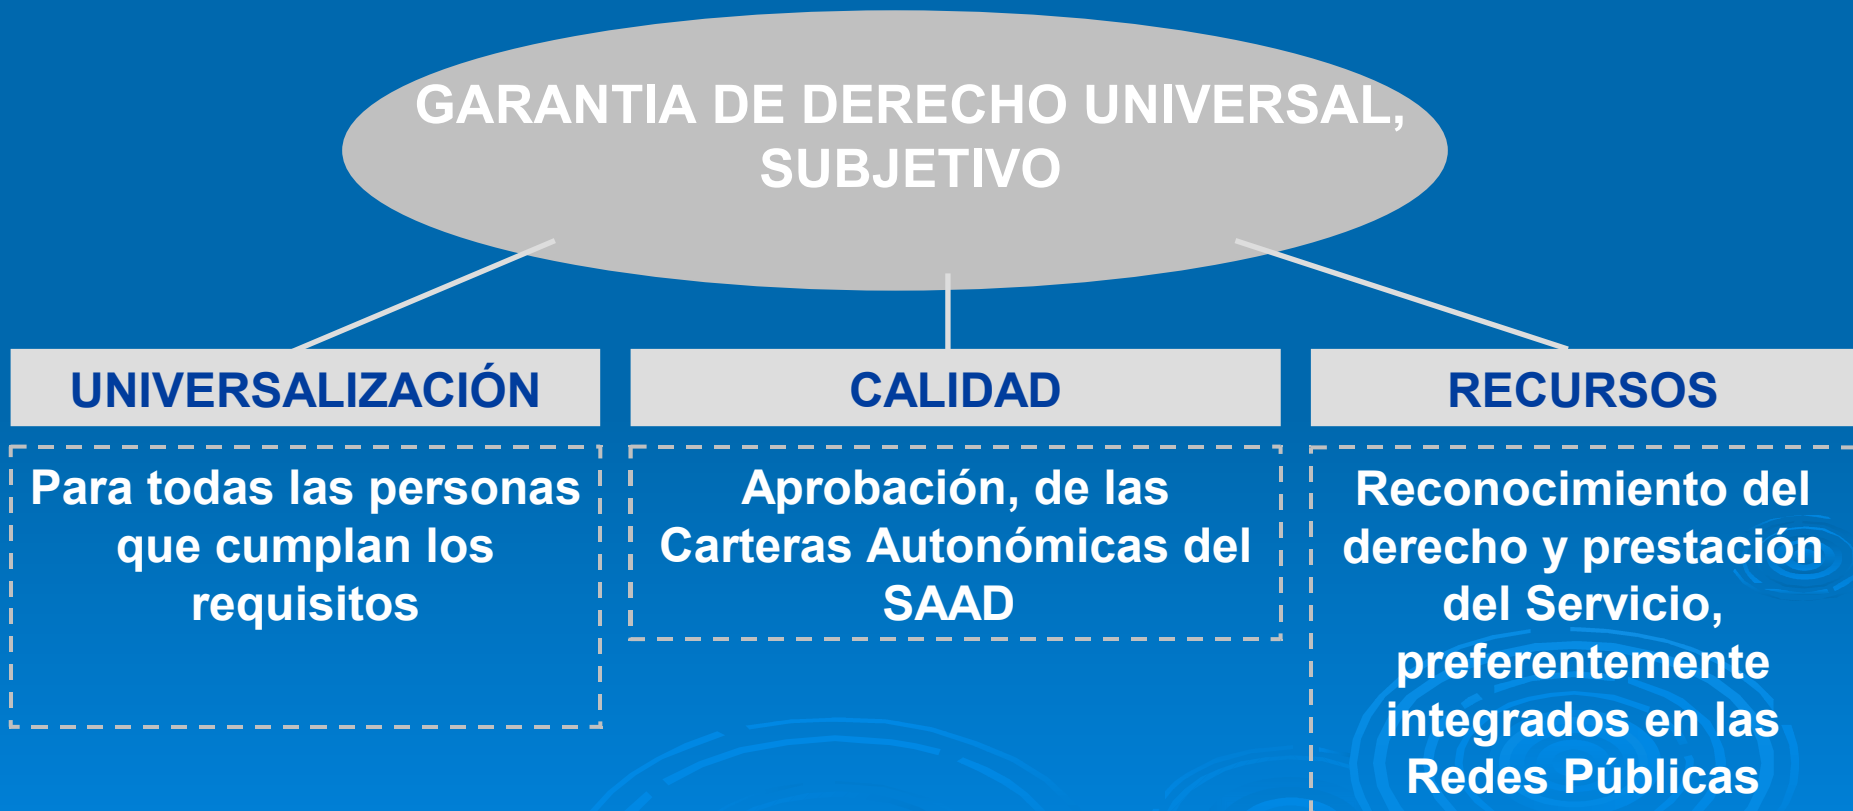 GARANTIA DE DERECHO UNIVERSAL,
SUBJETIVO
UNIVERSALIZACIÓN
Para todas las personas
que cumplan los
requisitos
CALIDAD
Aprobación, de las
Carteras Autonómicas del
SAAD
RECURSOS
Reconocimiento del
derecho y prestación
del Servicio,
preferentemente
integrados en las
Redes Públicas